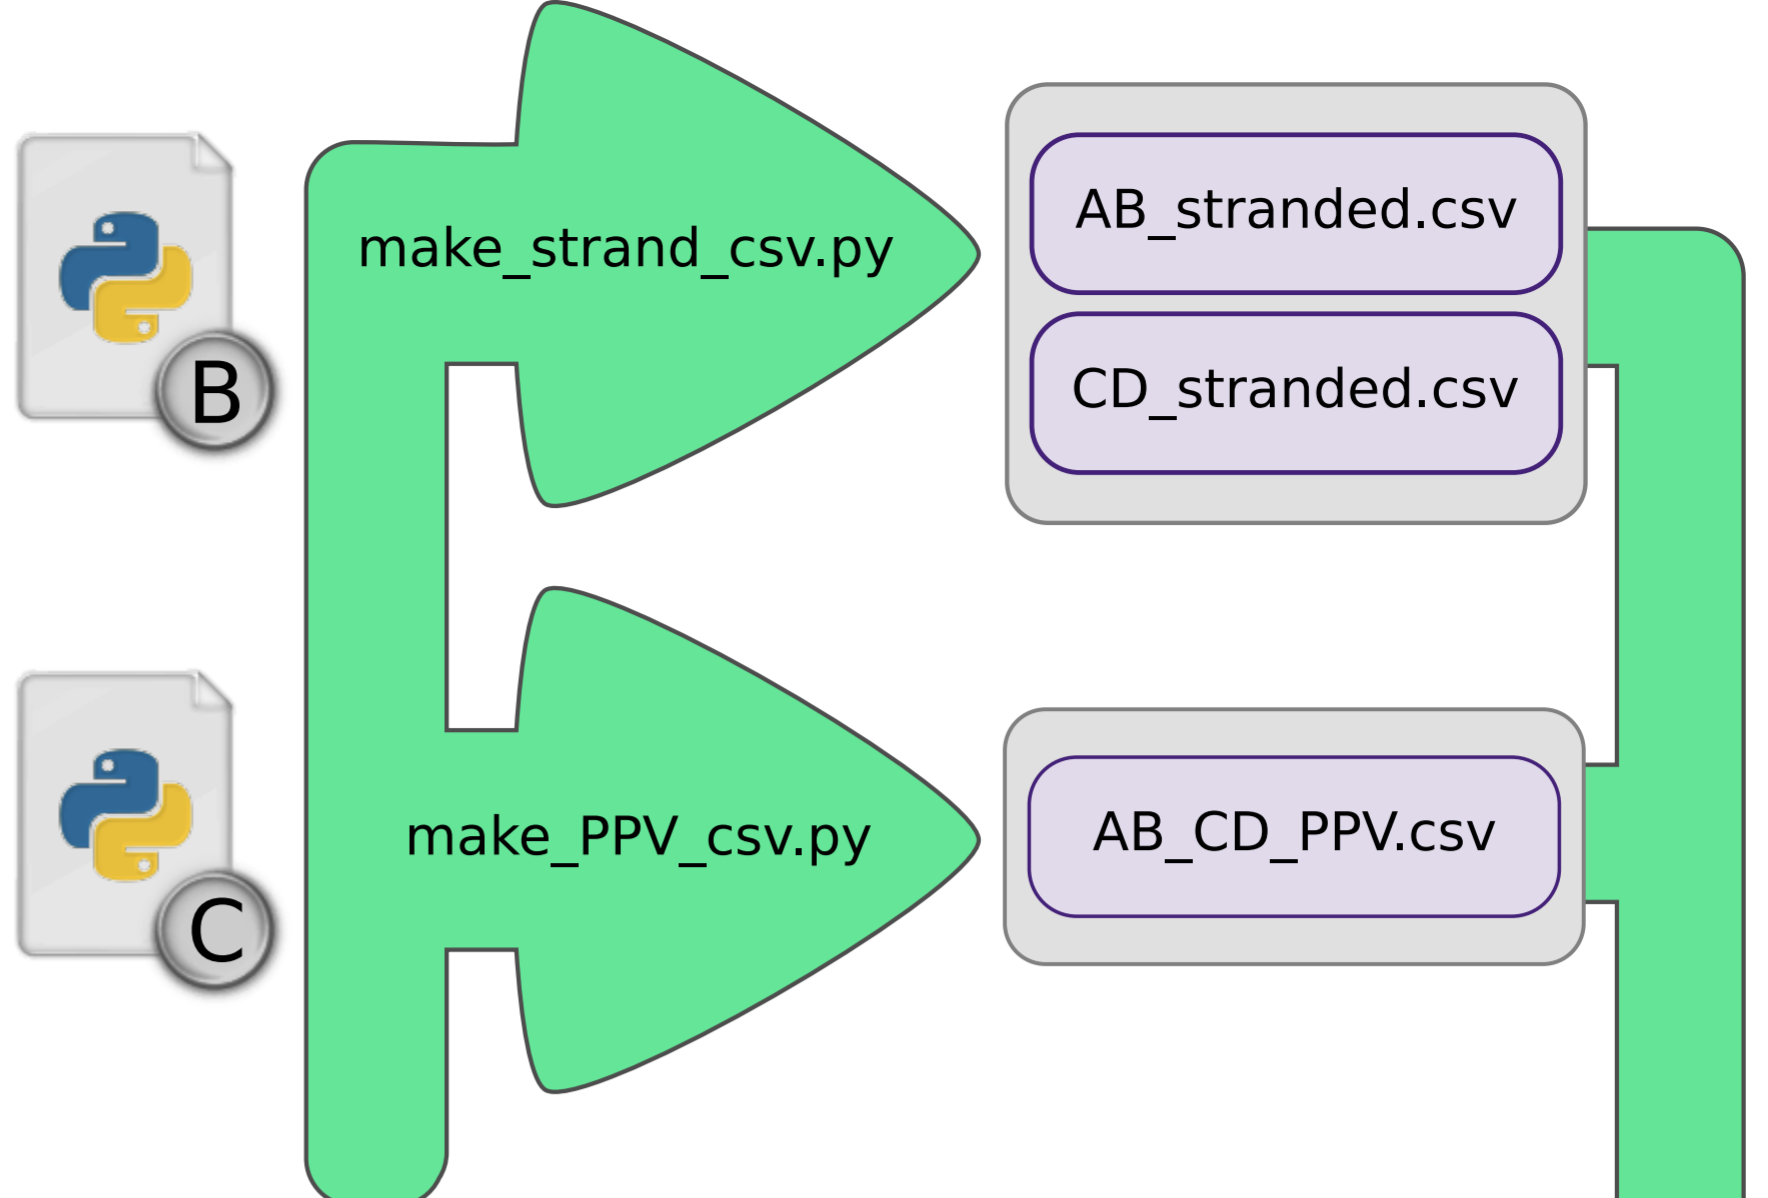 B
make_strand_csv.py
AB_stranded.csv
CD_stranded.csv
C
make_PPV_csv.py
AB_CD_PPV.csv